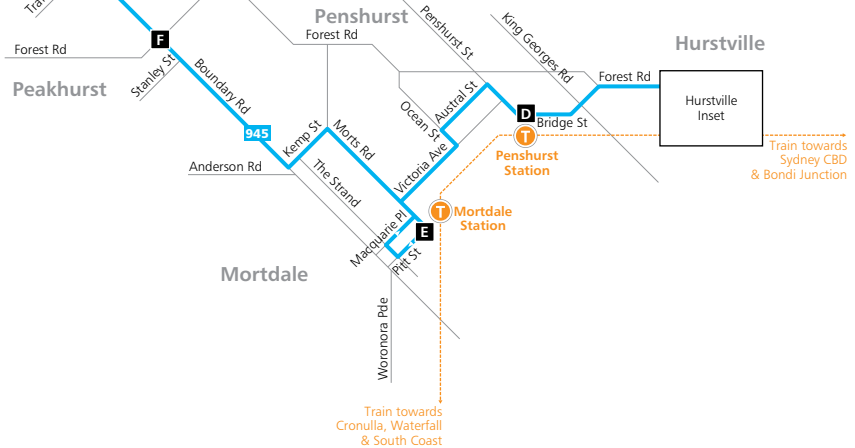 Tra
Penshurst
Penshurst St
King Georges Rd
Hurstville
F
Forest Rd
Forest Rd
Stanley St
Peakhurst
Boundary Rd
Forest Rd
Hurstville
Inset
Ocean St
Austral St
D
Bridge St
945
Kemp St
Morts Rd
T
Penshurst
Station
Train towards
Sydney CBD
& Bondi Junction
Anderson Rd
The Strand
Victoria Ave
T
Mortdale
Station
Macquarie Pl
E
Pitt St
Mortdale
Woronora Pde
Train towards
Cronulla, Waterfall
& South Coast